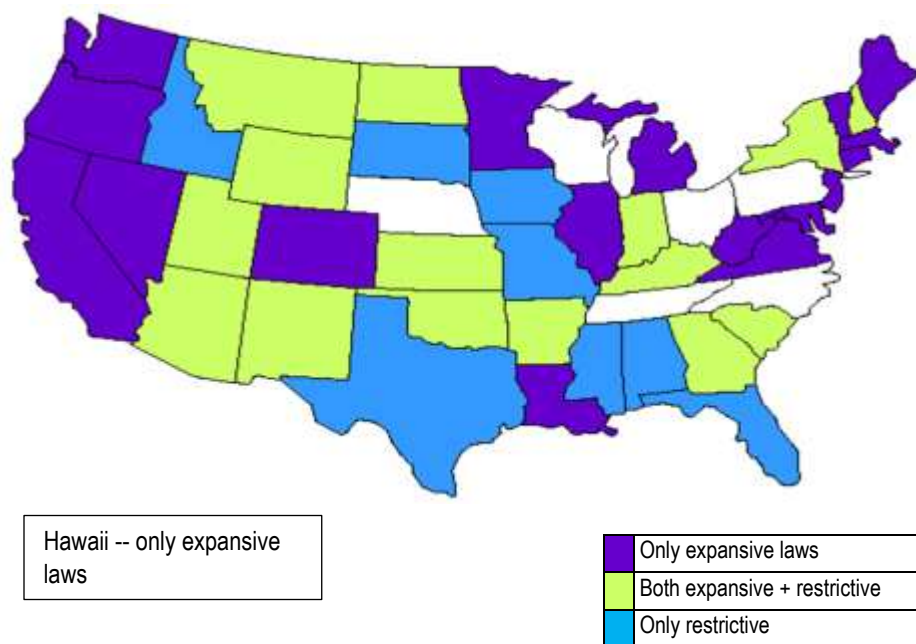 Hawaii -- only expansive
laws
Only expansive laws
Both expansive + restrictive
Only restrictive